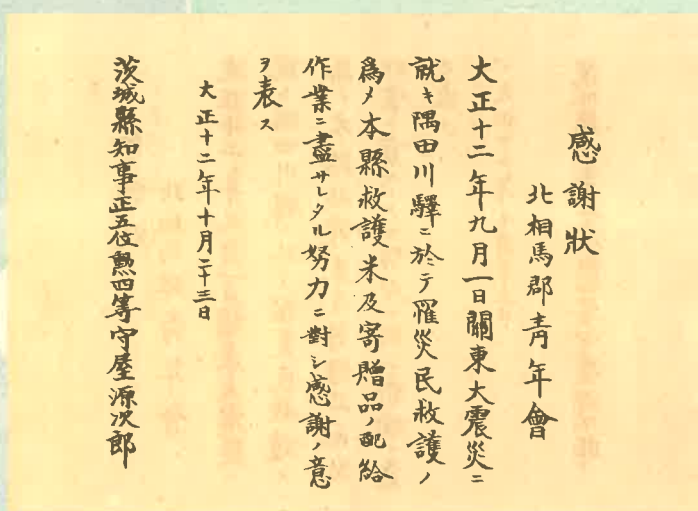 感謝狀
北相馬郡青年會
大正十二年九月一日關東大震災ニ
就キ隅田川驛ニ於テ罹災民救護ノ
爲メ本縣救護米及寄贈品ノ配給
作業ニ盡サレタル努力ニ對シ感謝ノ意
ヲ表ス
大正十二年十月二十三日
茨城縣知事正五位勲四等守屋源次郎